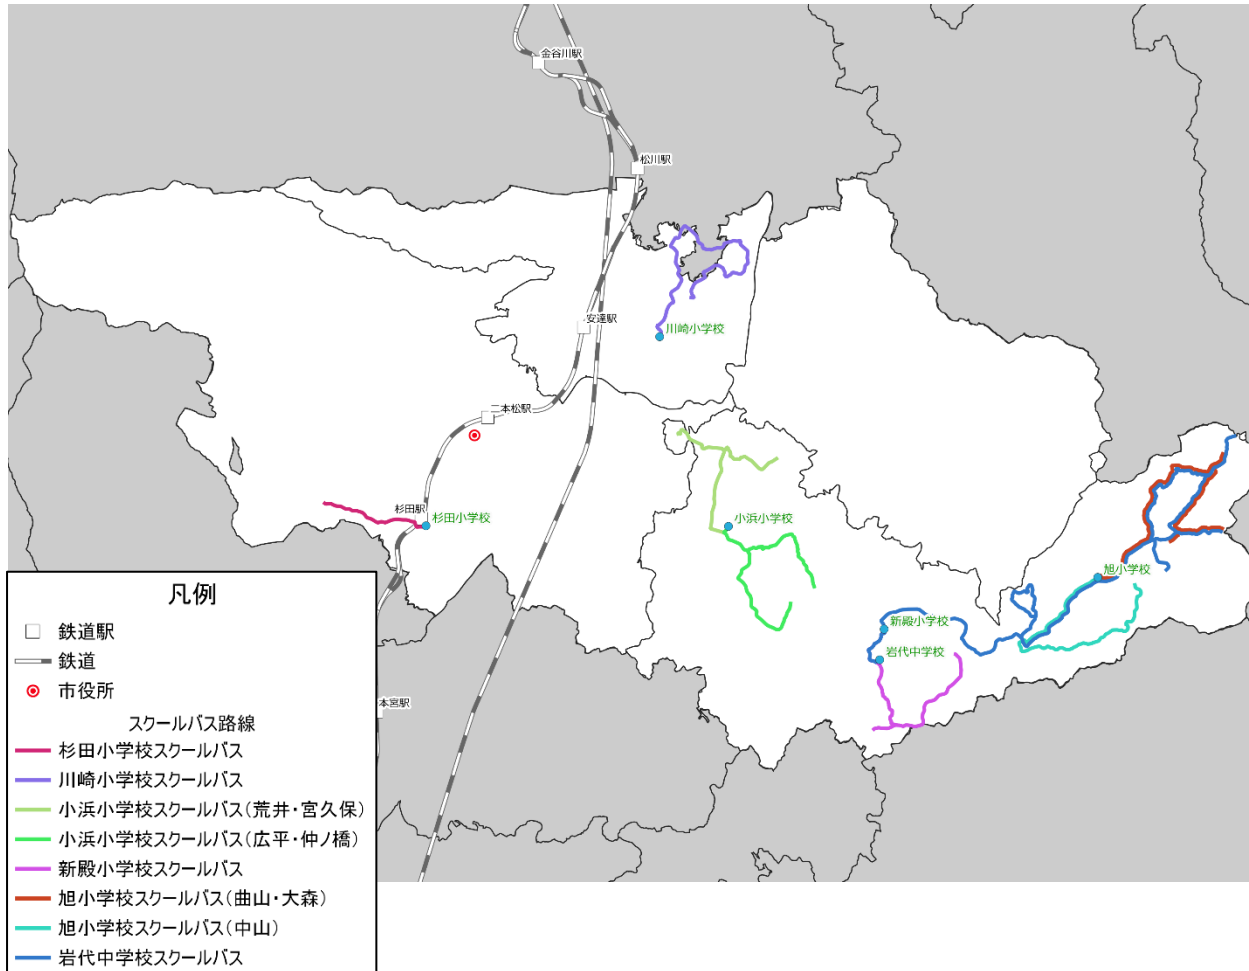 金谷川駅
松川駅
安達駅
川崎小学校
二本松駅
杉田駅
杉田小学校
小浜小学校
旭小学校
新殿小学校
岩代中学校
本宮駅
凡例
鉄道駅
鉄道
市役所
スクールバス路線
杉田小学校スクールバス
川崎小学校スクールバス
小浜小学校スクールバス(荒井・宮久保)
小浜小学校スクールバス(広平・仲ノ橋)
新殿小学校スクールバス
旭小学校スクールバス(曲山・大森)
旭小学校スクールバス(中山)
岩代中学校スクールバス